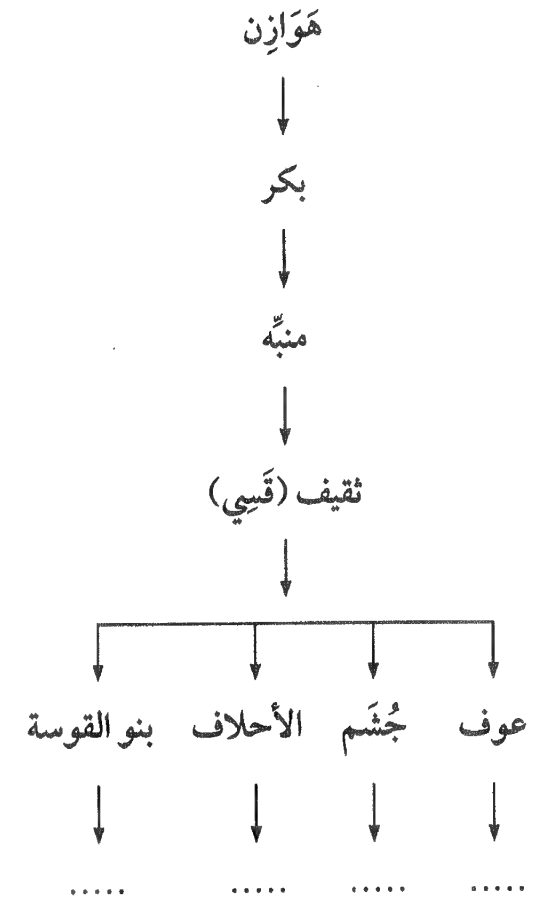 هَوَازِن
بكر
منبِّه
ثقيف (قَسِي)
عوف جُشَم الأحلاف بنو القوسة
..... ..... ..... .....